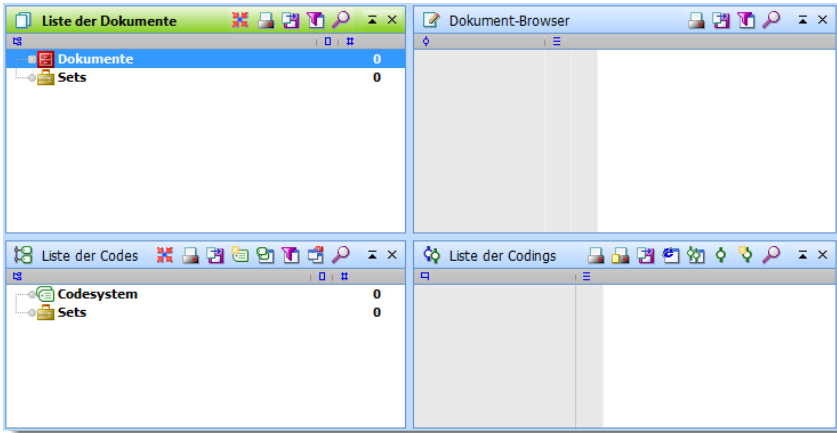 Liste der Dokumente
Dokument-Browser
#
Dokumente 0
Sets 0
Liste der Codes
Liste der Codings
#
Codesystem 0
Sets 0